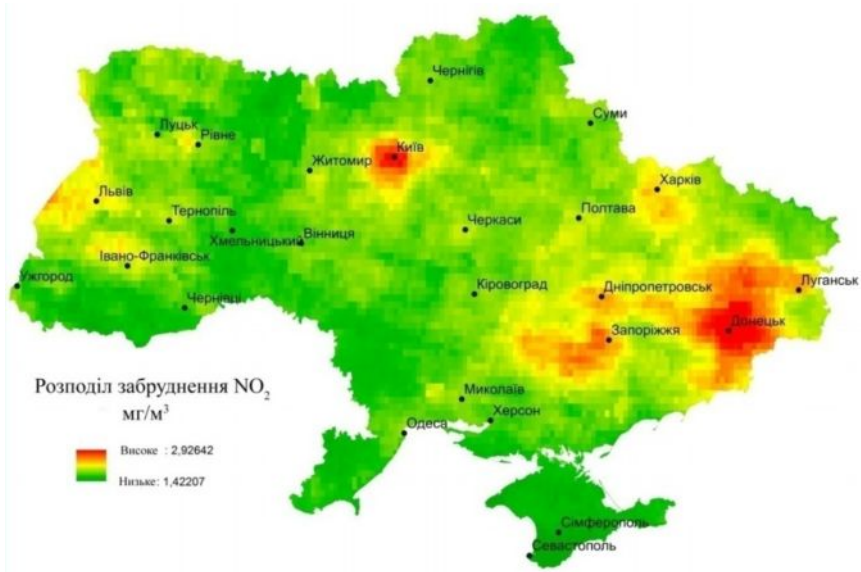 Чернігів
Суми
Луцьк
Рівне
Київ
Житомир
Харків
Львів
Тернопіль
Черкаси
Полтава
Хмельницький
Вінниця
Івано-Франківськ
Ужгород
Кіровоград
Дніпропетровськ
Луганськ
Чернівці
Запоріжжя
Донецьк
Розподіл забруднення NO₂
мг/м³
Миколаїв
Херсон
Одеса
Високе : 2,92642
Низьке: 1,42207
Сімферополь
Севастополь